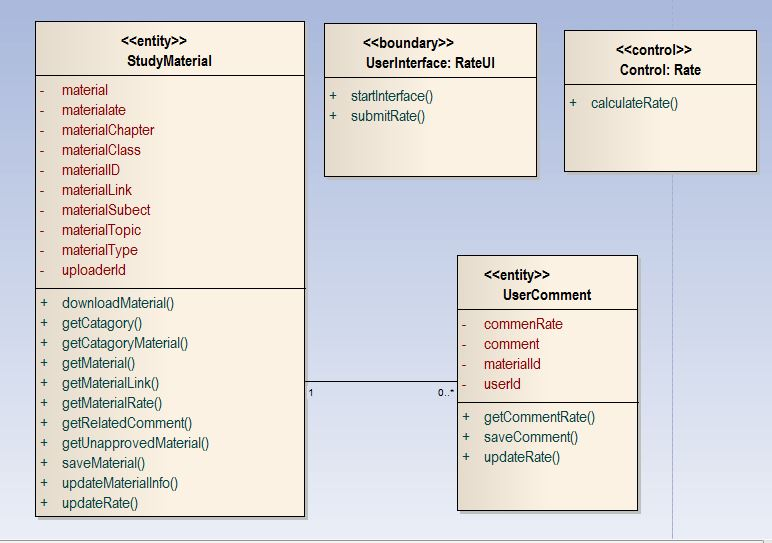 <<entity>>
StudyMaterial
- material
- materialate
- materialChapter
- materialClass
- materialID
- materialLink
- materialSubect
- materialTopic
- materialType
- uploaderId
+ downloadMaterial()
+ getCatagory()
+ getCatagoryMaterial()
+ getMaterial()
+ getMaterialLink()
+ getMaterialRate()
+ getRelatedComment()
+ getUnapprovedMaterial()
+ saveMaterial()
+ updateMaterialInfo()
+ updateRate()
<<boundary>>
UserInterface: RateUI
+ startInterface()
+ submitRate()
<<control>>
Control: Rate
+ calculateRate()
1
0..*
<<entity>>
UserComment
- commenRate
- comment
- materialId
- userId
+ getCommentRate()
+ saveComment()
+ updateRate()